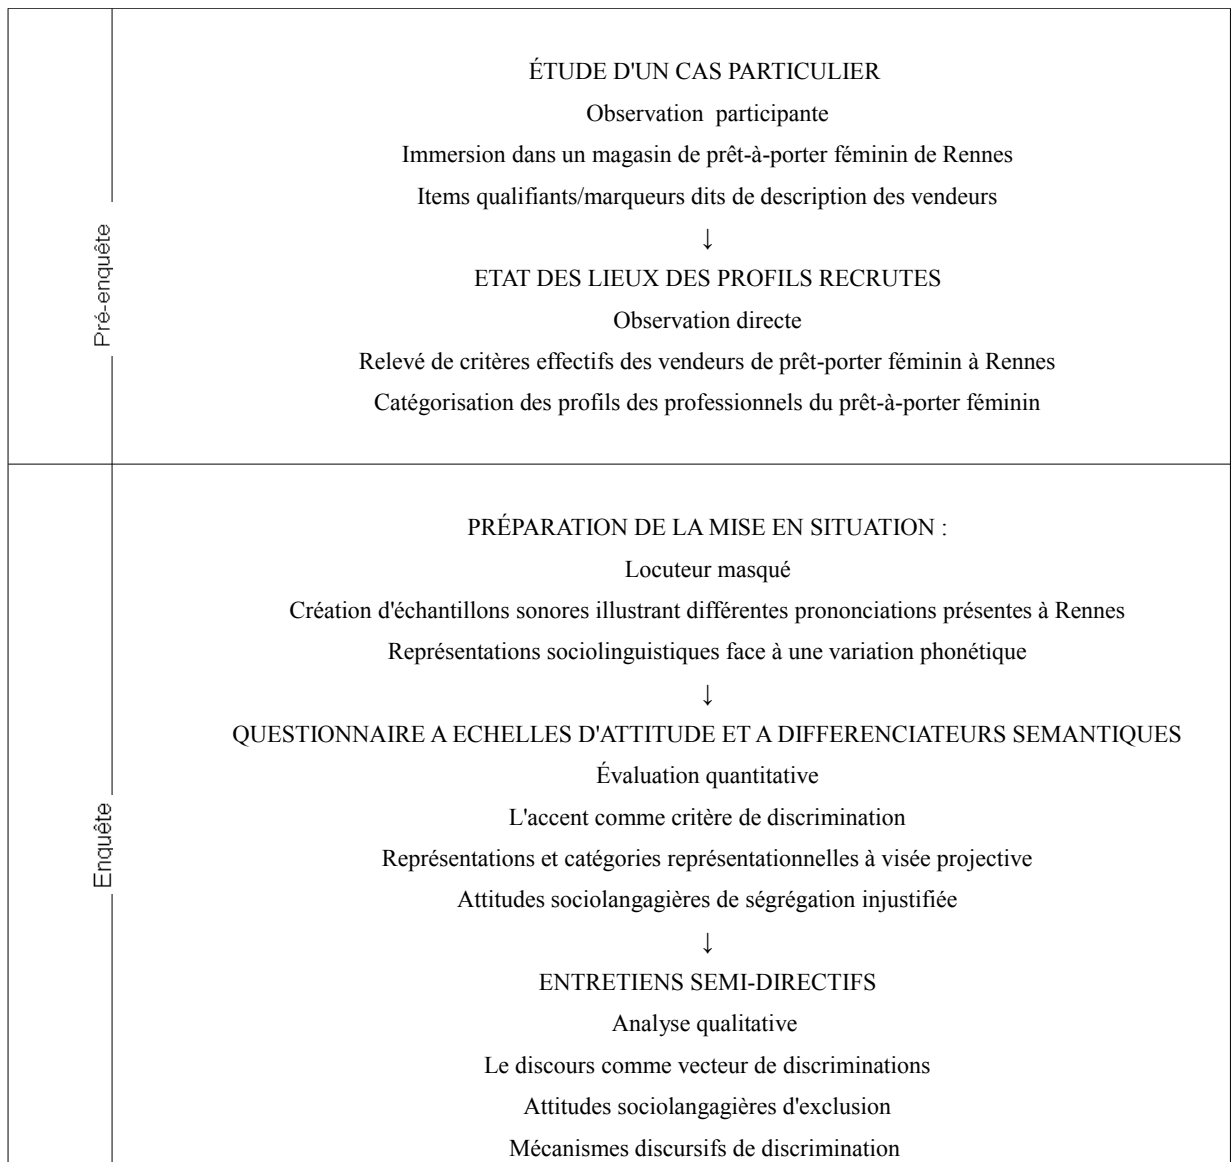 Pré-enquête
ÉTUDE D'UN CAS PARTICULIER
Observation participante
Immersion dans un magasin de prêt-à-porter féminin de Rennes
Items qualifiants/marqueurs dits de description des vendeurs
↓
ETAT DES LIEUX DES PROFILS RECRUTES
Observation directe
Relevé de critères effectifs des vendeurs de prêt-porter féminin à Rennes
Catégorisation des profils des professionnels du prêt-à-porter féminin
Enquête
PRÉPARATION DE LA MISE EN SITUATION :
Locuteur masqué
Création d'échantillons sonores illustrant différentes prononciations présentes à Rennes
Représentations sociolinguistiques face à une variation phonétique
↓
QUESTIONNAIRE A ECHELLES D'ATTITUDE ET A DIFFERENCIATEURS SEMANTIQUES
Évaluation quantitative
L'accent comme critère de discrimination
Représentations et catégories représentationnelles à visée projective
Attitudes sociolangagières de ségrégation injustifiée
↓
ENTRETIENS SEMI-DIRECTIFS
Analyse qualitative
Le discours comme vecteur de discriminations
Attitudes sociolangagières d'exclusion
Mécanismes discursifs de discrimination